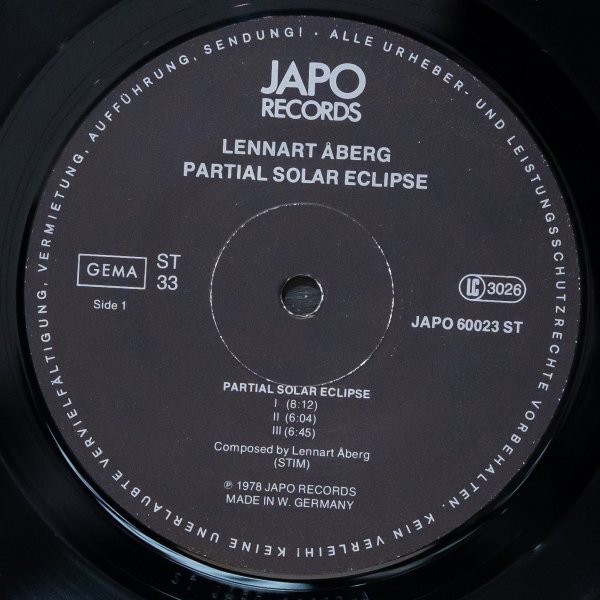 ALLE URHEBER- UND LEISTUNGSSCHUTZRECHTE VORBEHALTEN. KEIN VERLEIH! KEINE UNERLAUBTE VERVIELFÄLTIGUNG, VERMIETUNG, AUFFÜHRUNG, SENDUNG! ·
JAPO
RECORDS
LENNART ÅBERG
PARTIAL SOLAR ECLIPSE
GEMA
ST
33
Side 1
LC 3026
JAPO 60023 ST
PARTIAL SOLAR ECLIPSE
I (8:12)
II (6:04)
III (6:45)
Composed by Lennart Åberg
(STIM)
℗ 1978 JAPO RECORDS
MADE IN W. GERMANY